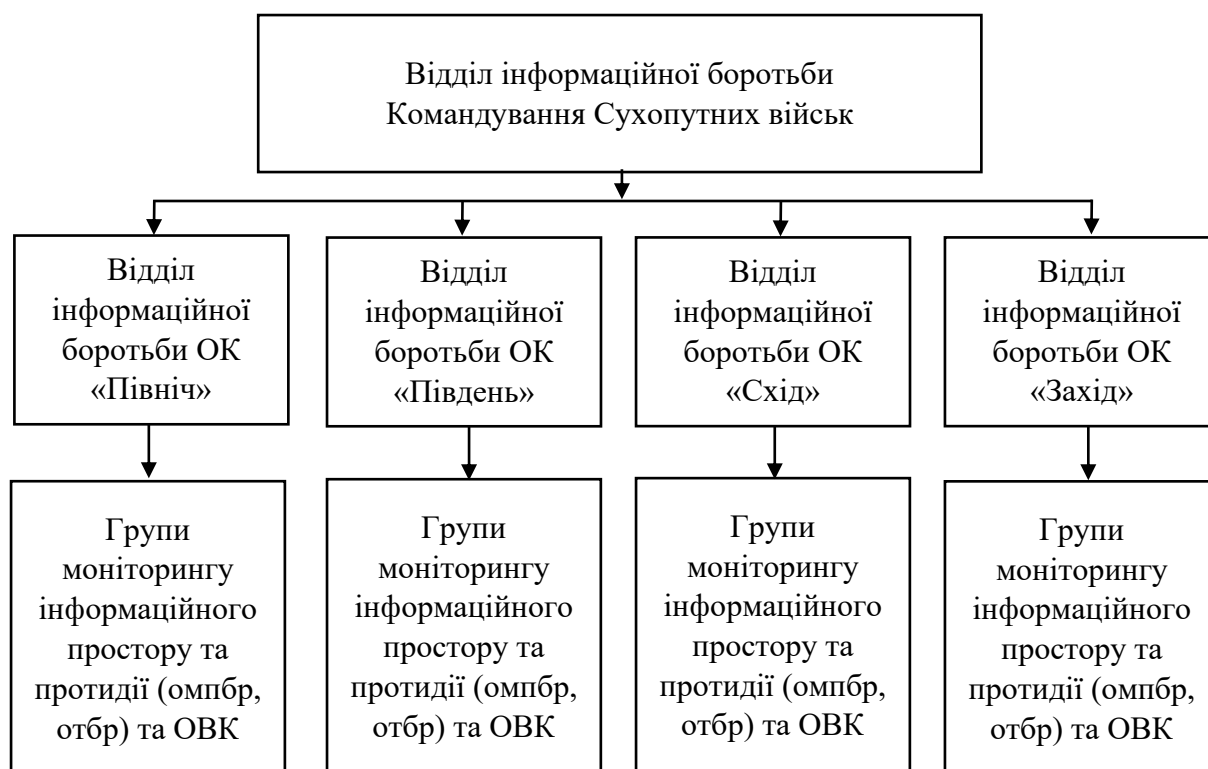 Відділ інформаційної боротьби
Командування Сухопутних військ
Відділ
інформаційної
боротьби ОК
«Північ»
Відділ
інформаційної
боротьби ОК
«Південь»
Відділ
інформаційної
боротьби ОК
«Схід»
Відділ
інформаційної
боротьби ОК
«Захід»
Групи
моніторингу
інформаційного
простору та
протидії (омпбр,
отбр) та ОВК
Групи
моніторингу
інформаційного
простору та
протидії (омпбр,
отбр) та ОВК
Групи
моніторингу
інформаційного
простору та
протидії (омпбр,
отбр) та ОВК
Групи
моніторингу
інформаційного
простору та
протидії (омпбр,
отбр) та ОВК